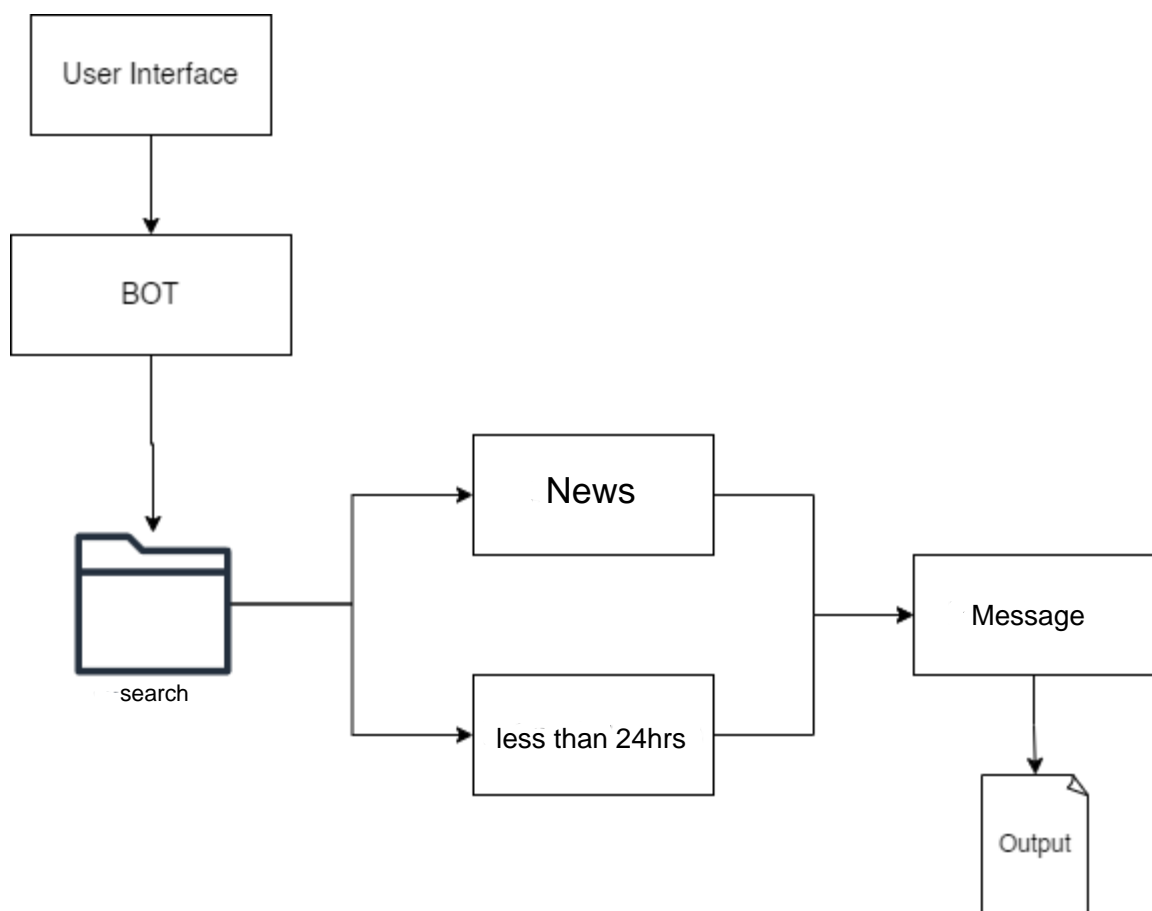 User Interface
BOT
search
News
less than 24hrs
Message
Output